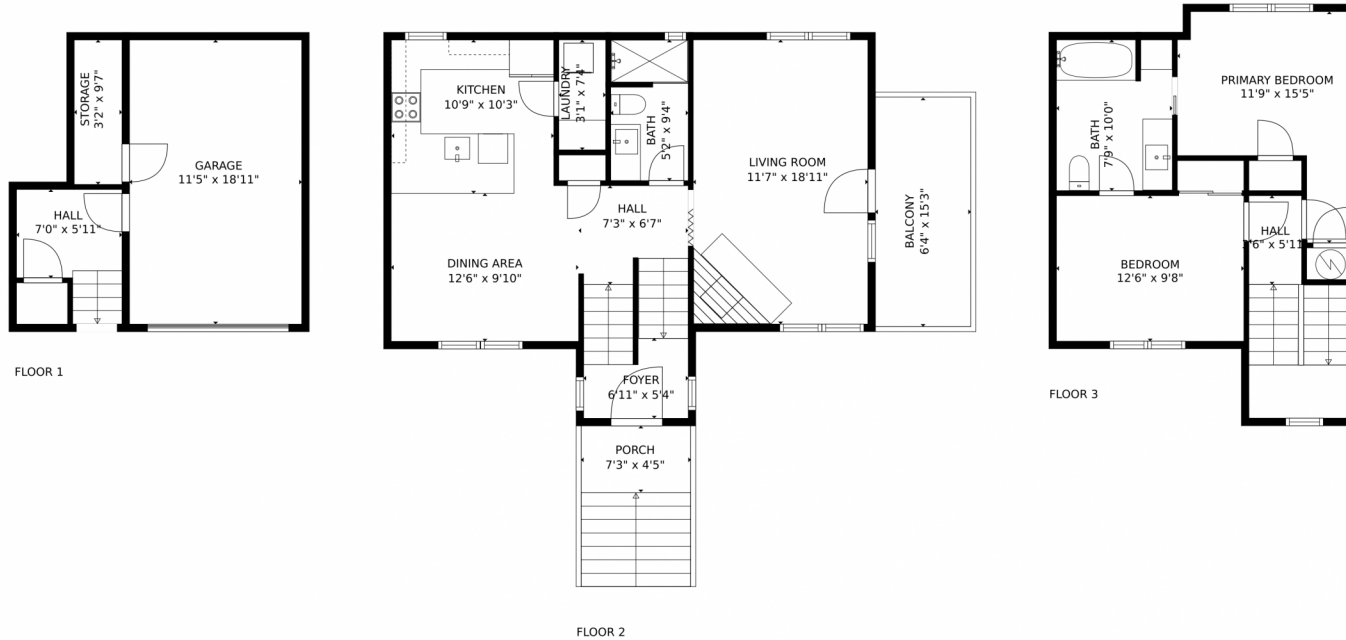 STORAGE
3'2" x 9'7"
GARAGE
11'5" x 18'11"
HALL
7'0" x 5'11"
FLOOR 1
KITCHEN
10'9" x 10'3"
LAUNDRY
3'1" x 7'4"
BATH
5'2" x 9'4"
LIVING ROOM
11'7" x 18'11"
HALL
7'3" x 6'7"
BALCONY
6'4" x 15'3"
DINING AREA
12'6" x 9'10"
FOYER
6'11" x 5'4"
PORCH
7'3" x 4'5"
FLOOR 2
PRIMARY BEDROOM
11'9" x 15'5"
BATH
7'9" x 10'0"
HALL
x 5'11"
BEDROOM
12'6" x 9'8"
FLOOR 3